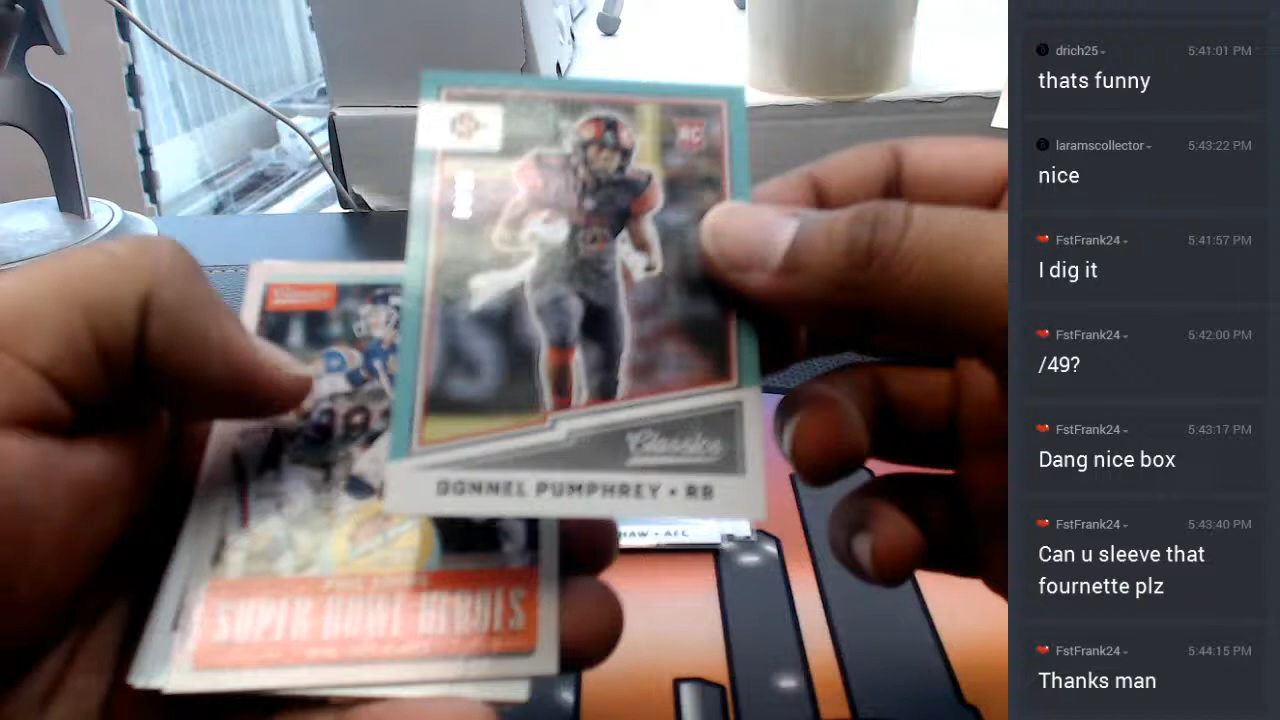 RC
Classics
DONNEL PUMPHREY • RB
HAW • AFC
SUPER BOWL HEROES
drich25
5:41:01 PM
thats funny
laramscollector
5:43:22 PM
nice
FstFrank24
5:41:57 PM
I dig it
FstFrank24
5:42:00 PM
/49?
FstFrank24
5:43:17 PM
Dang nice box
FstFrank24
5:43:40 PM
Can u sleeve that
fournette plz
FstFrank24
5:44:15 PM
Thanks man